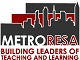 METRORESA
BUILDING LEADERS OF
TEACHING AND LEARNING